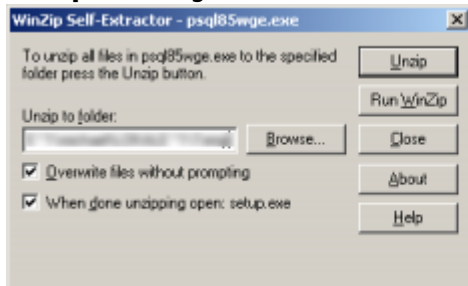 WinZip Self-Extractor - psql85wge.exe
To unzip all files in psql85wge.exe to the specified
folder press the Unzip button.
Unzip to folder:
Browse...
Overwrite files without prompting
When done unzipping open: setup.exe
Unzip
Run WinZip
Close
About
Help